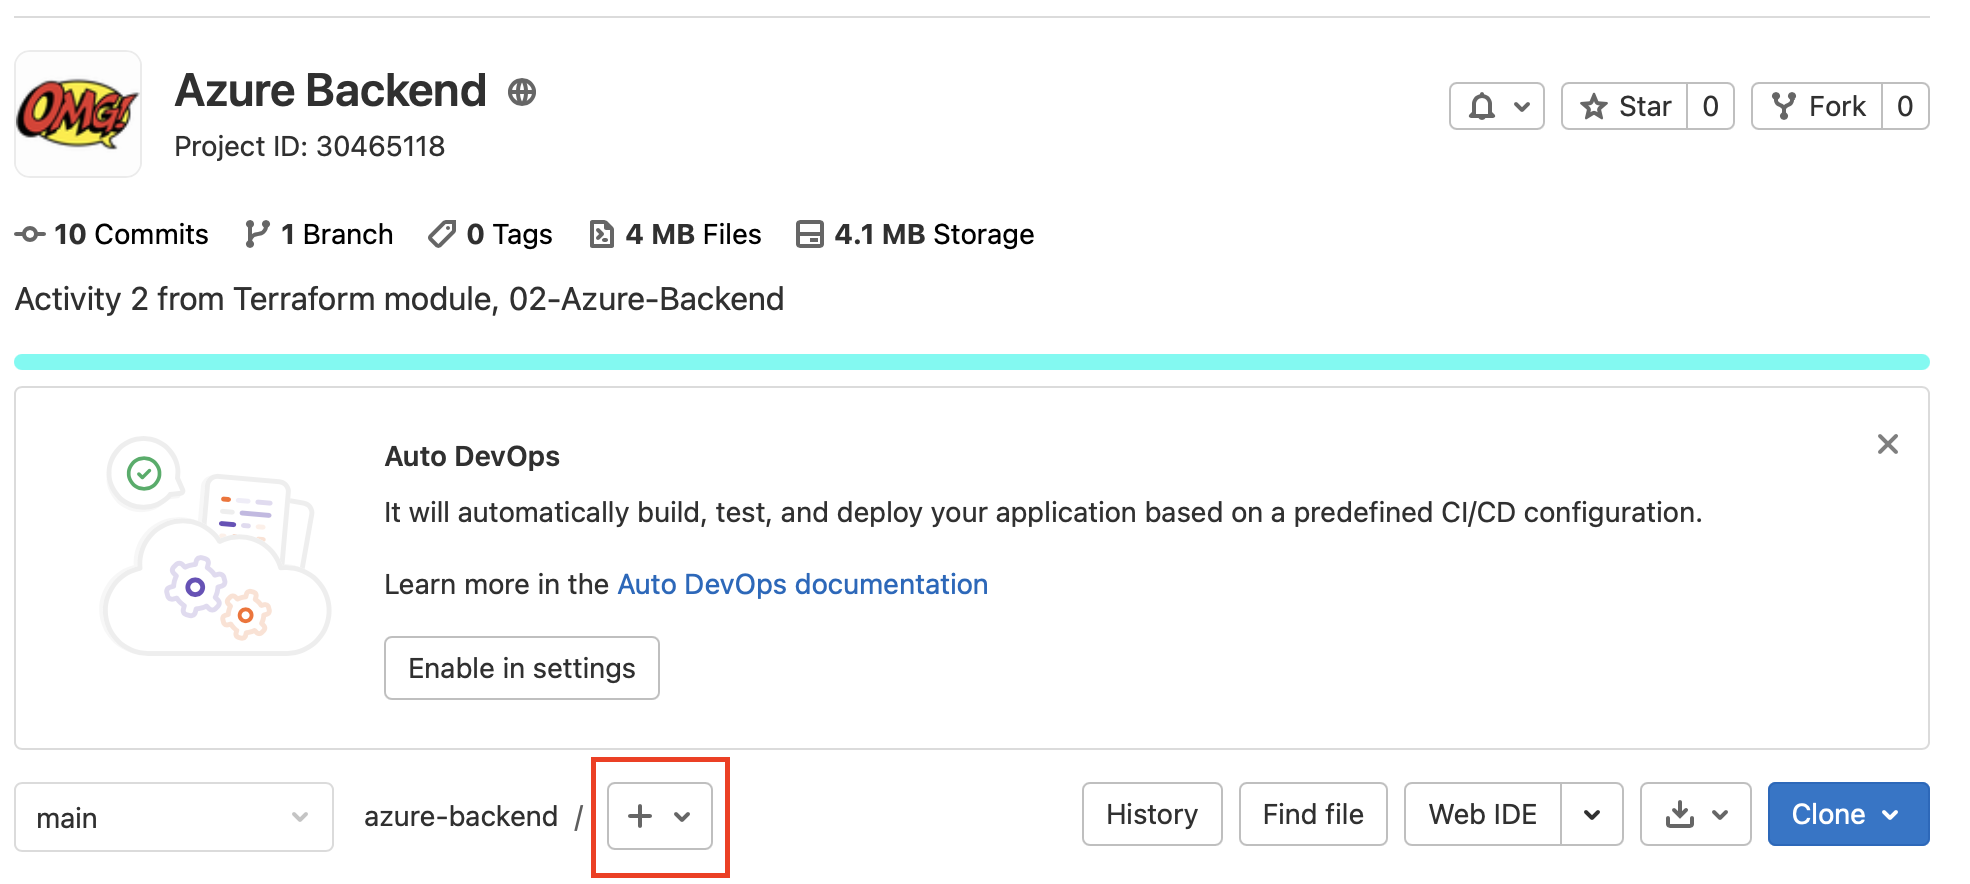 OMG!
Azure Backend
Project ID: 30465118
Star 0
Fork 0
10 Commits 1 Branch 0 Tags 4 MB Files 4.1 MB Storage
Activity 2 from Terraform module, 02-Azure-Backend
Auto DevOps
It will automatically build, test, and deploy your application based on a predefined CI/CD configuration.
Learn more in the Auto DevOps documentation
Enable in settings
main azure-backend / + History Find file Web IDE Clone